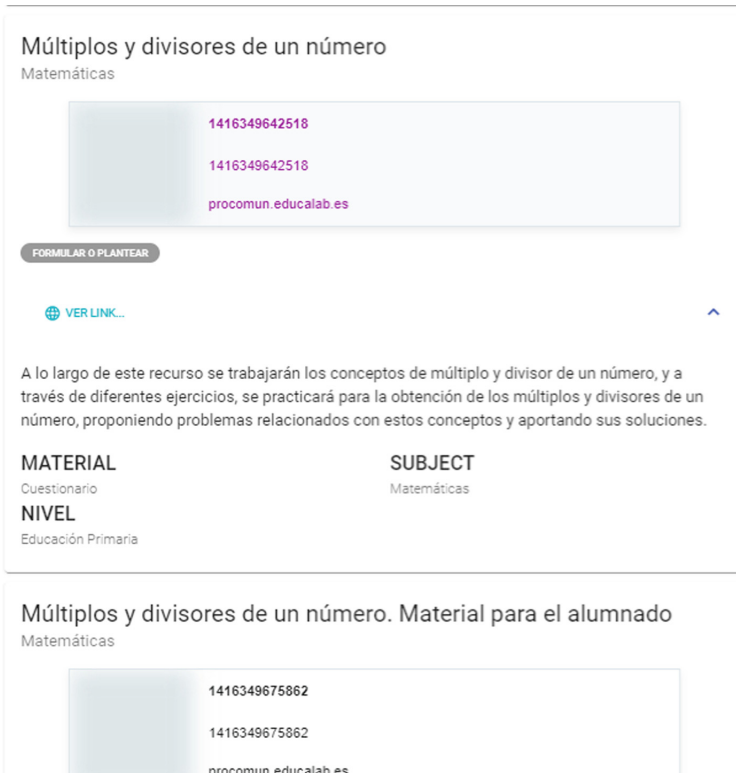 Múltiplos y divisores de un número
Matemáticas
1416349642518
1416349642518
procomun.educalab.es
FORMULAR O PLANTEAR
VER LINK...
A lo largo de este recurso se trabajarán los conceptos de múltiplo y divisor de un número, y a
través de diferentes ejercicios, se practicará para la obtención de los múltiplos y divisores de un
número, proponiendo problemas relacionados con estos conceptos y aportando sus soluciones.
MATERIAL
Cuestionario
SUBJECT
Matemáticas
NIVEL
Educación Primaria
Múltiplos y divisores de un número. Material para el alumnado
Matemáticas
1416349675862
1416349675862
procomun.educalab.es